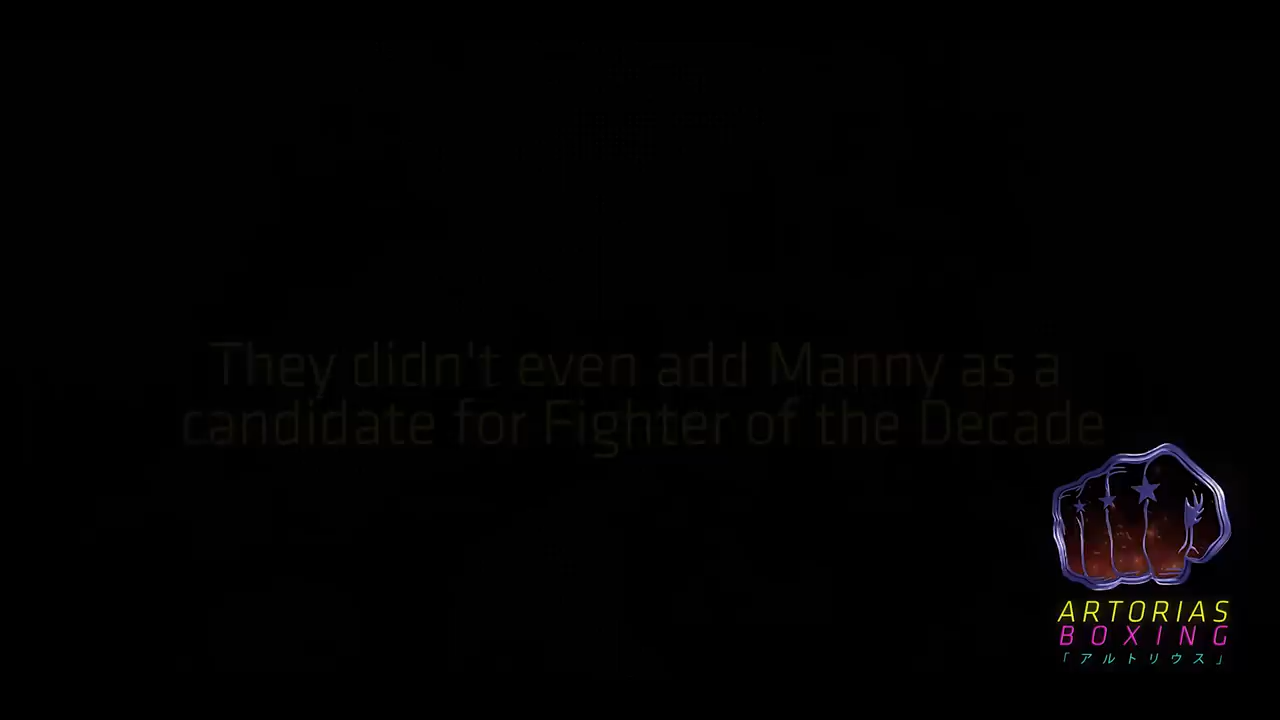 They didn't even add Manny as a
candidate for Fighter of the Decade
ARTORIAS
BOXING
「アルトリウス」